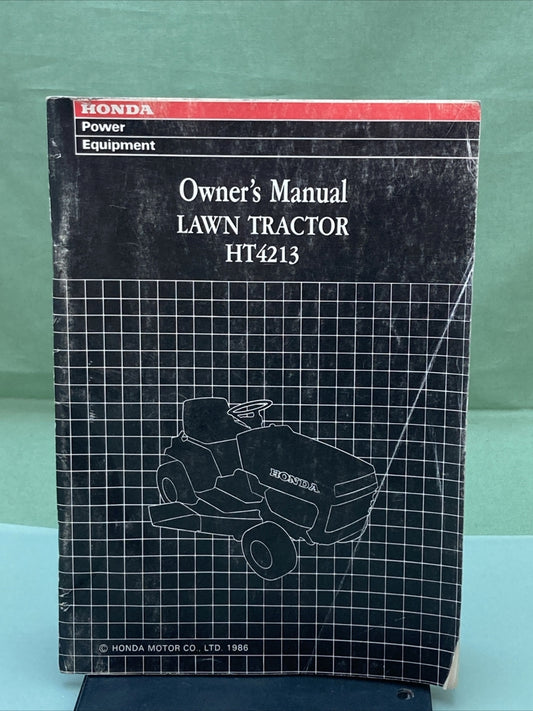 HONDA
Power
Equipment
Owner's Manual
LAWN TRACTOR
HT4213
HONDA
© HONDA MOTOR CO., LTD. 1986